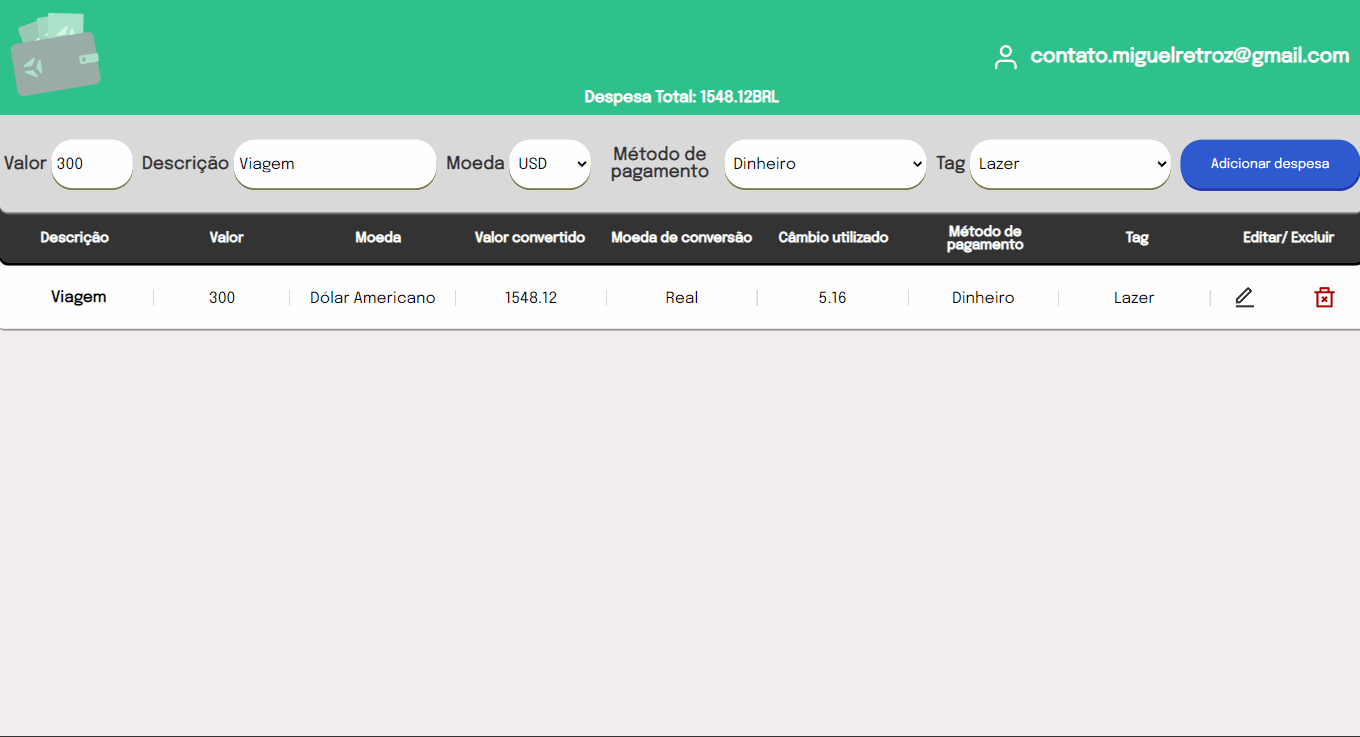 contato.miguelretroz@gmail.com
Despesa Total: 1548.12BRL
Valor 300 Descrição Viagem Moeda USD Método de pagamento Dinheiro Tag Lazer Adicionar despesa
Descrição Valor Moeda Valor convertido Moeda de conversão Câmbio utilizado Método de pagamento Tag Editar/ Excluir
Viagem 300 Dólar Americano 1548.12 Real 5.16 Dinheiro Lazer